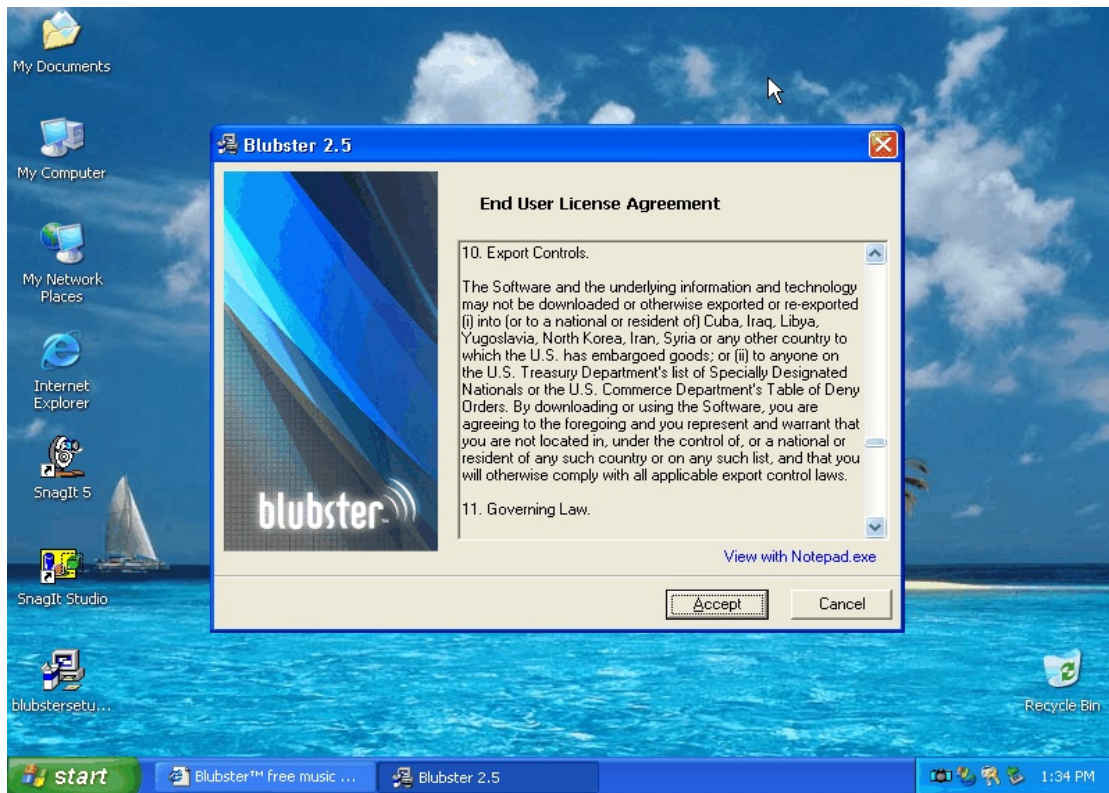 My Documents
My Computer
My Network
Places
Internet
Explorer
SnagIt 5
SnagIt Studio
blubstersetu...
Blubster 2.5
End User License Agreement
10. Export Controls.
The Software and the underlying information and technology
may not be downloaded or otherwise exported or re-exported
(i) into (or to a national or resident of) Cuba, Iraq, Libya,
Yugoslavia, North Korea, Iran, Syria or any other country to
which the U.S. has embargoed goods; or (ii) to anyone on
the U.S. Treasury Department's list of Specially Designated
Nationals or the U.S. Commerce Department's Table of Deny
Orders. By downloading or using the Software, you are
agreeing to the foregoing and you represent and warrant that
you are not located in, under the control of, or a national or
resident of any such country or on any such list, and that you
will otherwise comply with all applicable export control laws.
11. Governing Law.
blubster
View with Notepad.exe
Accept
Cancel
Recycle Bin
start
Blubster™ free music ...
Blubster 2.5
1:34 PM